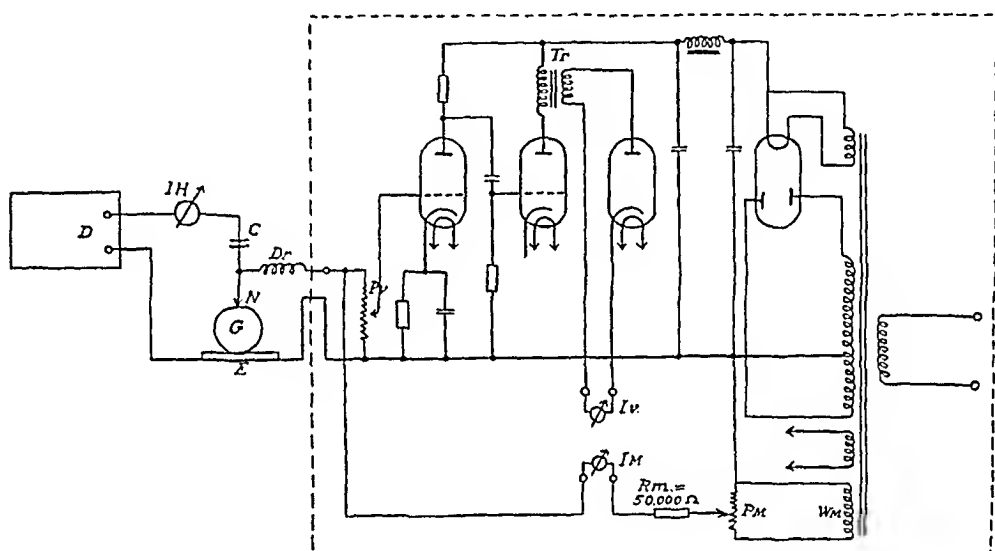 Tr
IH
D
C
Dr
Pv
N
G
Σ
Iv.
IM
Rm.=
50.000 Ω
PM
WM